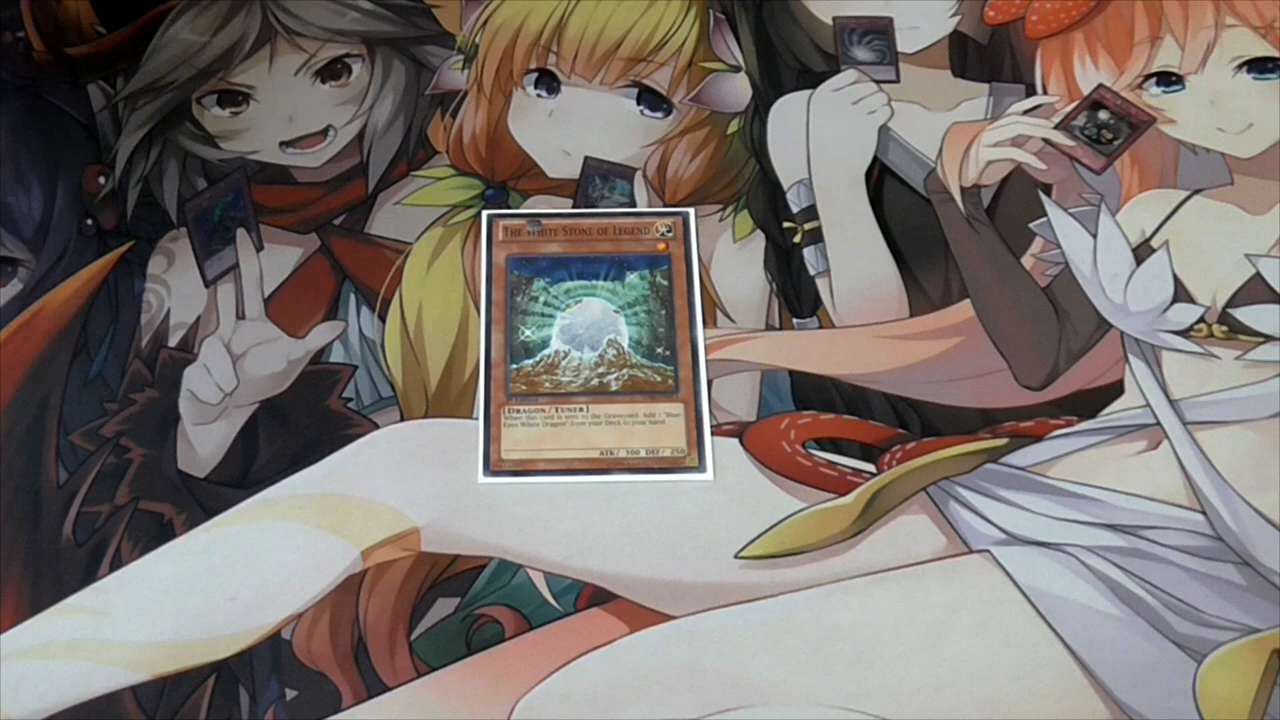 The White Stone of Legend
[Dragon/Tuner]
When this card is sent to the Graveyard: Add 1 "Blue-
Eyes White Dragon" from your Deck to your hand.
ATK/ 300 DEF/ 250